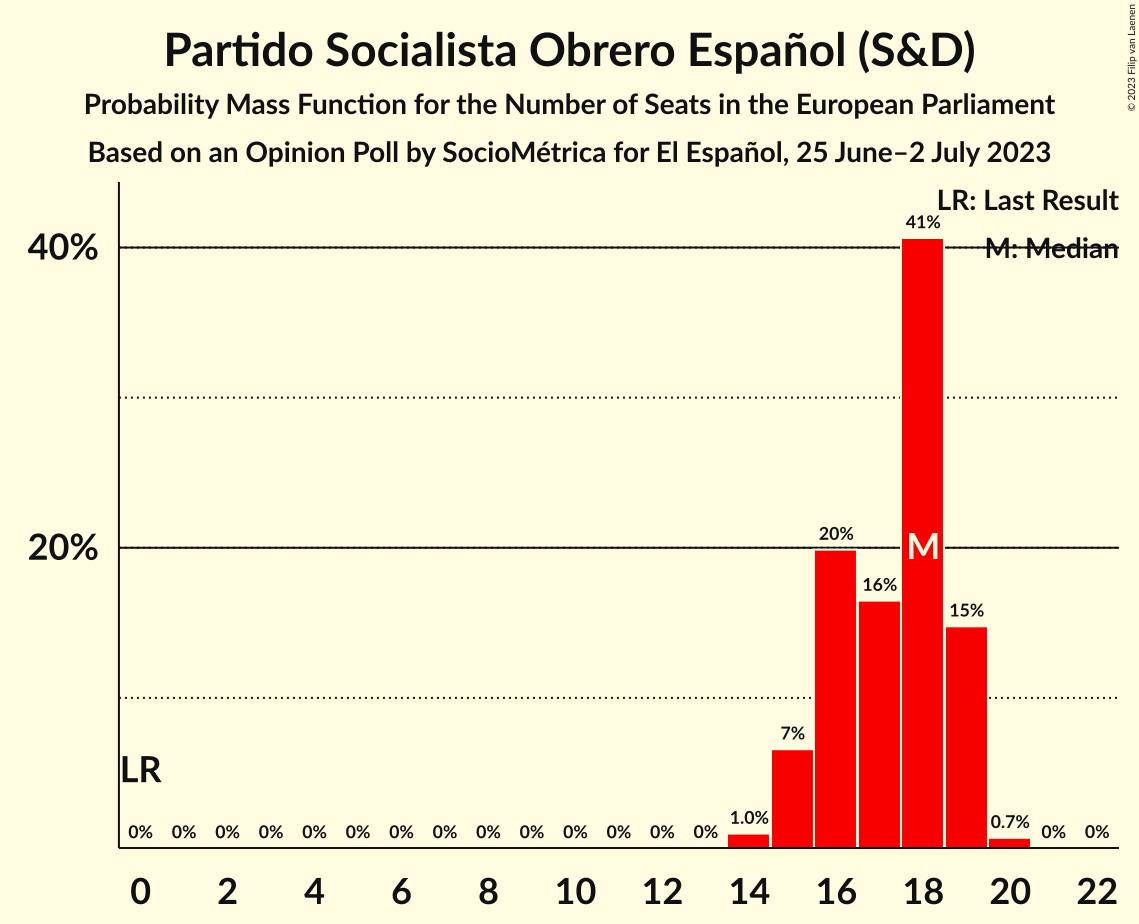 Partido Socialista Obrero Español (S&D)
Probability Mass Function for the Number of Seats in the European Parliament
Based on an Opinion Poll by SocioMétrica for El Español, 25 June–2 July 2023
© 2023 Filip van Laenen
LR: Last Result
M: Median
40%
20%
41%
20%
16%
15%
7%
1.0%
0.7%
M
LR
0% 0% 0% 0% 0% 0% 0% 0% 0% 0% 0% 0% 0% 0% 0% 0%
0 2 4 6 8 10 12 14 16 18 20 22